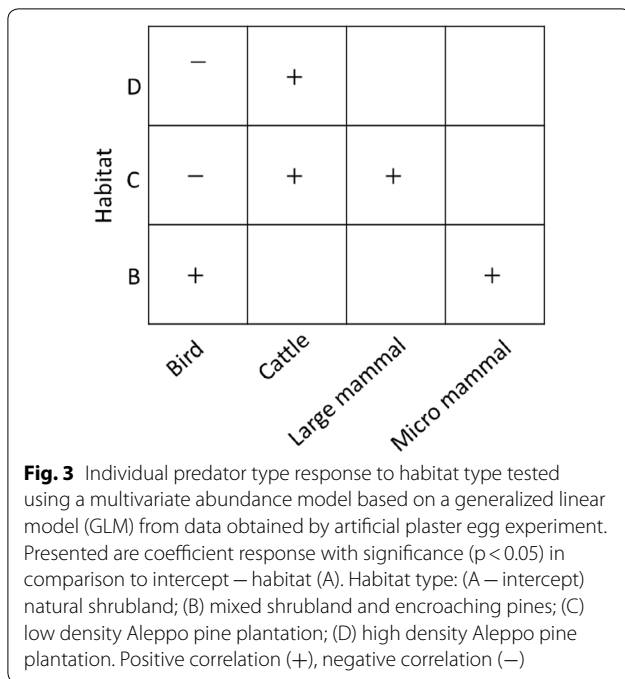 D − +
Habitat
C − + +
B + +
Bird Cattle Large mammal Micro mammal
Fig. 3 Individual predator type response to habitat type tested
using a multivariate abundance model based on a generalized linear
model (GLM) from data obtained by artificial plaster egg experiment.
Presented are coefficient response with significance (p < 0.05) in
comparison to intercept – habitat (A). Habitat type: (A – intercept)
natural shrubland; (B) mixed shrubland and encroaching pines; (C)
low density Aleppo pine plantation; (D) high density Aleppo pine
plantation. Positive correlation (+), negative correlation (−)